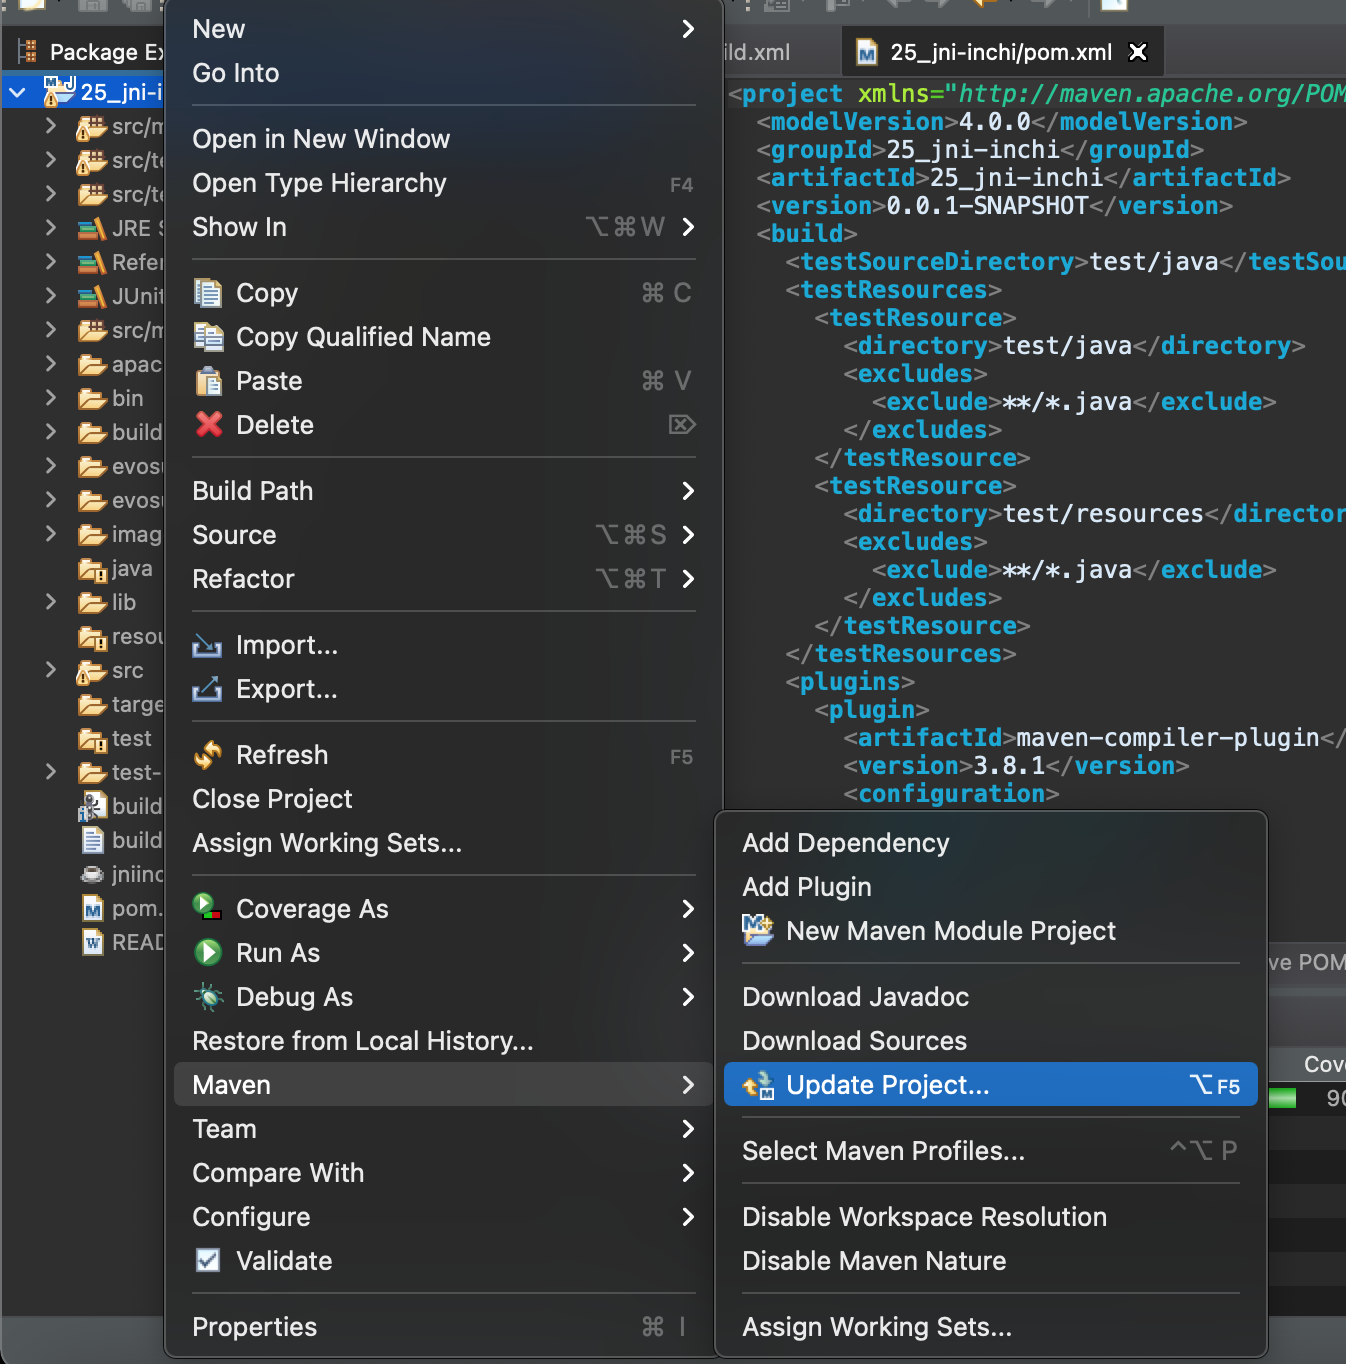 Package Ex
25_jni-i
src/m
src/te
src/te
JRE S
Refer
JUnit
src/m
apac
bin
build
evosu
evosu
imag
java
lib
resou
src
targe
test
test-
build
build
jniinc
pom.
READ
New
Go Into
Open in New Window
Open Type Hierarchy F4
Show In ⌥⌘W
Copy ⌘ C
Copy Qualified Name
Paste ⌘ V
Delete ⌦
Build Path
Source ⌥⌘S
Refactor ⌥⌘T
Import...
Export...
Refresh F5
Close Project
Assign Working Sets...
Coverage As
Run As
Debug As
Restore from Local History...
Maven
Team
Compare With
Configure
Validate
Properties ⌘ I
ild.xml
25_jni-inchi/pom.xml
<project xmlns="http://maven.apache.org/POM
<modelVersion>4.0.0</modelVersion>
<groupId>25_jni-inchi</groupId>
<artifactId>25_jni-inchi</artifactId>
<version>0.0.1-SNAPSHOT</version>
<build>
<testSourceDirectory>test/java</testSou
<testResources>
<testResource>
<directory>test/java</directory>
<excludes>
<exclude>**/*.java</exclude>
</excludes>
</testResource>
<testResource>
<directory>test/resources</director
<excludes>
<exclude>**/*.java</exclude>
</excludes>
</testResource>
</testResources>
<plugins>
<plugin>
<artifactId>maven-compiler-plugin</
<version>3.8.1</version>
<configuration>
Add Dependency
Add Plugin
New Maven Module Project
Download Javadoc
Download Sources
Update Project... ⌥F5
Select Maven Profiles... ^⌥ P
Disable Workspace Resolution
Disable Maven Nature
Assign Working Sets...
ve POM
Cov
90